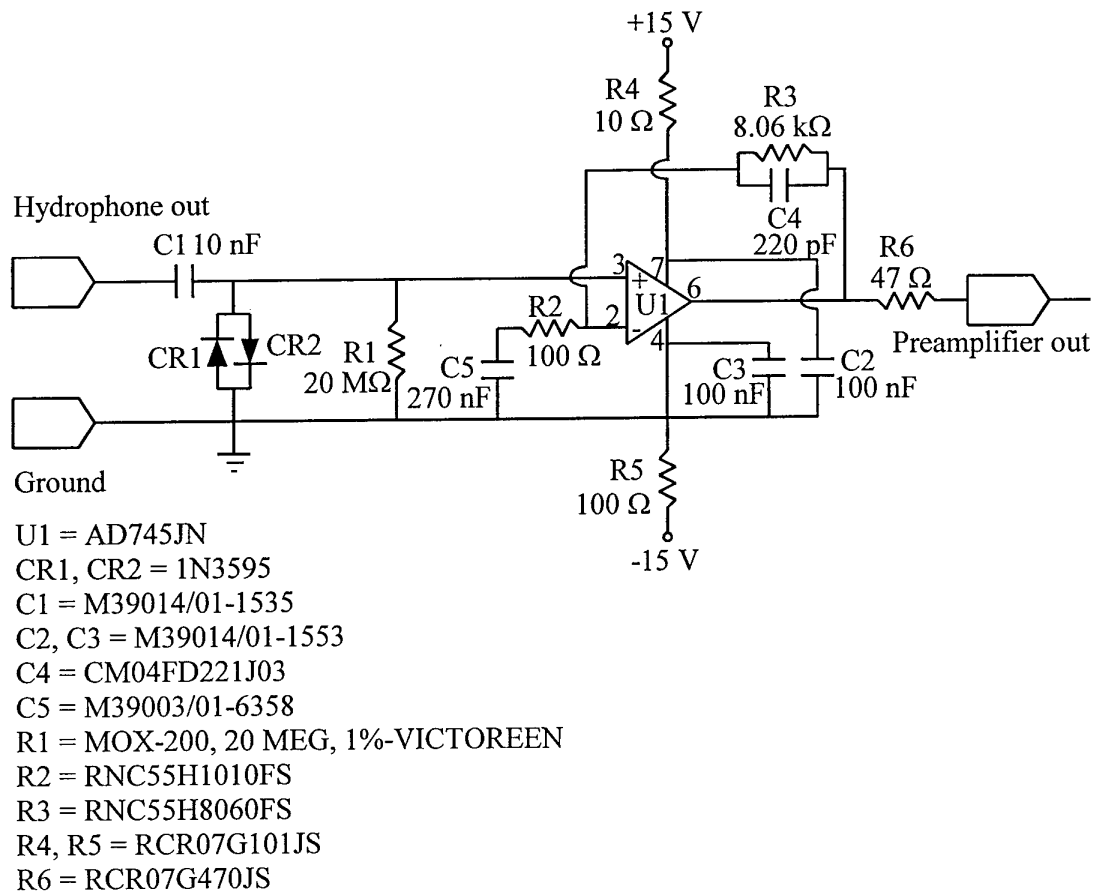 +15 V
R4
10 Ω
R3
8.06 kΩ
C4
220 pF
Hydrophone out
C1 10 nF
R6
47 Ω
3
+
7
U1
6
2
-
4
R2
100 Ω
Preamplifier out
CR1
CR2
R1
20 MΩ
C5
270 nF
C3
100 nF
C2
100 nF
Ground
R5
100 Ω
-15 V
U1 = AD745JN
CR1, CR2 = 1N3595
C1 = M39014/01-1535
C2, C3 = M39014/01-1553
C4 = CM04FD221J03
C5 = M39003/01-6358
R1 = MOX-200, 20 MEG, 1%-VICTOREEN
R2 = RNC55H1010FS
R3 = RNC55H8060FS
R4, R5 = RCR07G101JS
R6 = RCR07G470JS